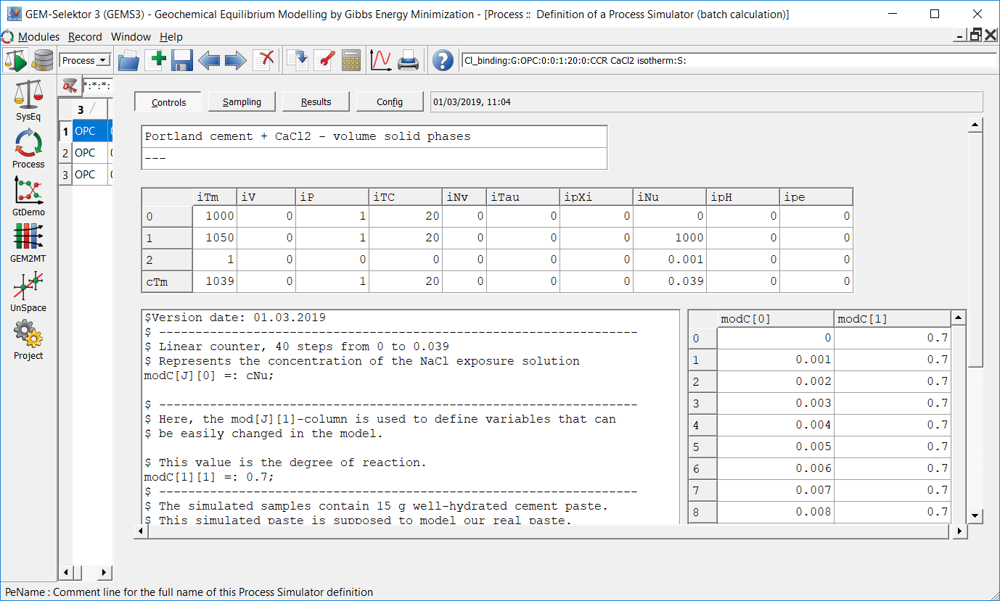 GEM-Selektor 3 (GEMS3) - Geochemical Equilibrium Modelling by Gibbs Energy Minimization - [Process :: Definition of a Process Simulator (batch calculation)]
Modules Record Window Help
Process Cl_binding:G:OPC:0:0:1:20:0:CCR CaCl2 isotherm:S:
SysEq
Process
GtDemo
GEM2MT
UnSpace
Project
*:*:*:
3
1 OPC
2 OPC
3 OPC
Controls Sampling Results Config 01/03/2019, 11:04
Portland cement + CaCl2 - volume solid phases
---
iTm iV iP iTC iNv iTau ipXi iNu ipH ipe
0 1000 0 1 20 0 0 0 0 0 0
1 1050 0 1 20 0 0 0 1000 0 0
2 1 0 0 0 0 0 0 0.001 0 0
cTm 1039 0 1 20 0 0 0 0.039 0 0
$Version date: 01.03.2019
$ ------------------------------------------------------------------
$ Linear counter, 40 steps from 0 to 0.039
$ Represents the concentration of the NaCl exposure solution
modC[J][0] =: cNu;
$ ------------------------------------------------------------------
$ Here, the mod[J][1]-column is used to define variables that can
$ be easily changed in the model.
$ This value is the degree of reaction.
modC[1][1] =: 0.7;
$ ------------------------------------------------------------------
$ The simulated samples contain 15 g well-hydrated cement paste.
$ This simulated paste is supposed to model our real paste.
modC[0] modC[1]
0 0 0.7
1 0.001 0.7
2 0.002 0.7
3 0.003 0.7
4 0.004 0.7
5 0.005 0.7
6 0.006 0.7
7 0.007 0.7
8 0.008 0.7
PeName : Comment line for the full name of this Process Simulator definition